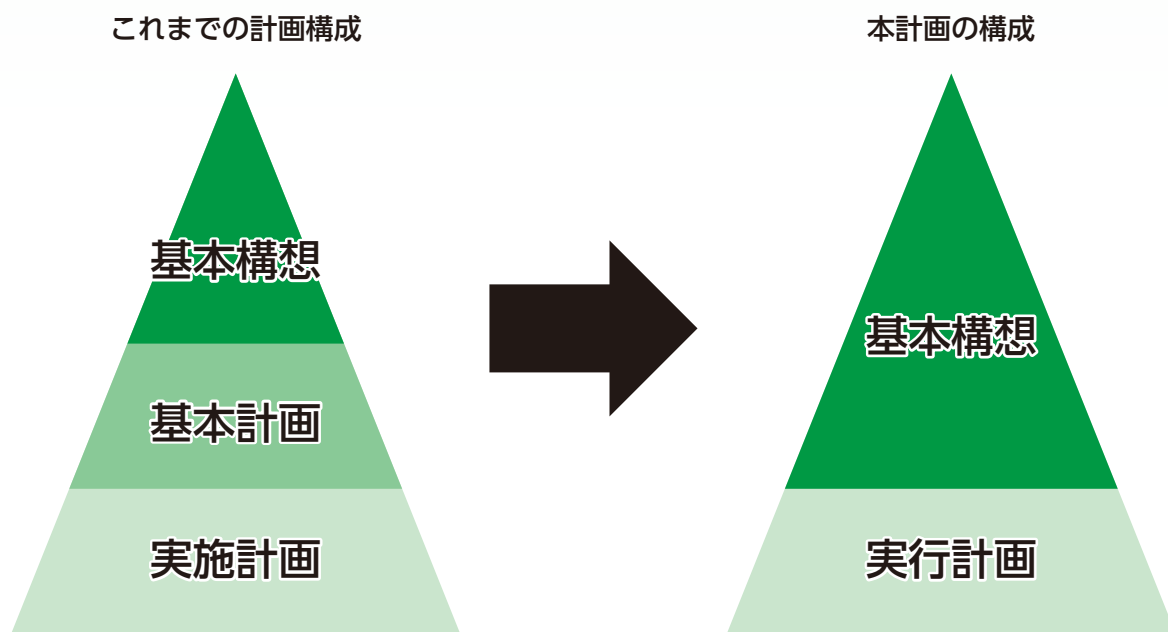 これまでの計画構成
基本構想
基本計画
実施計画
本計画の構成
基本構想
実行計画